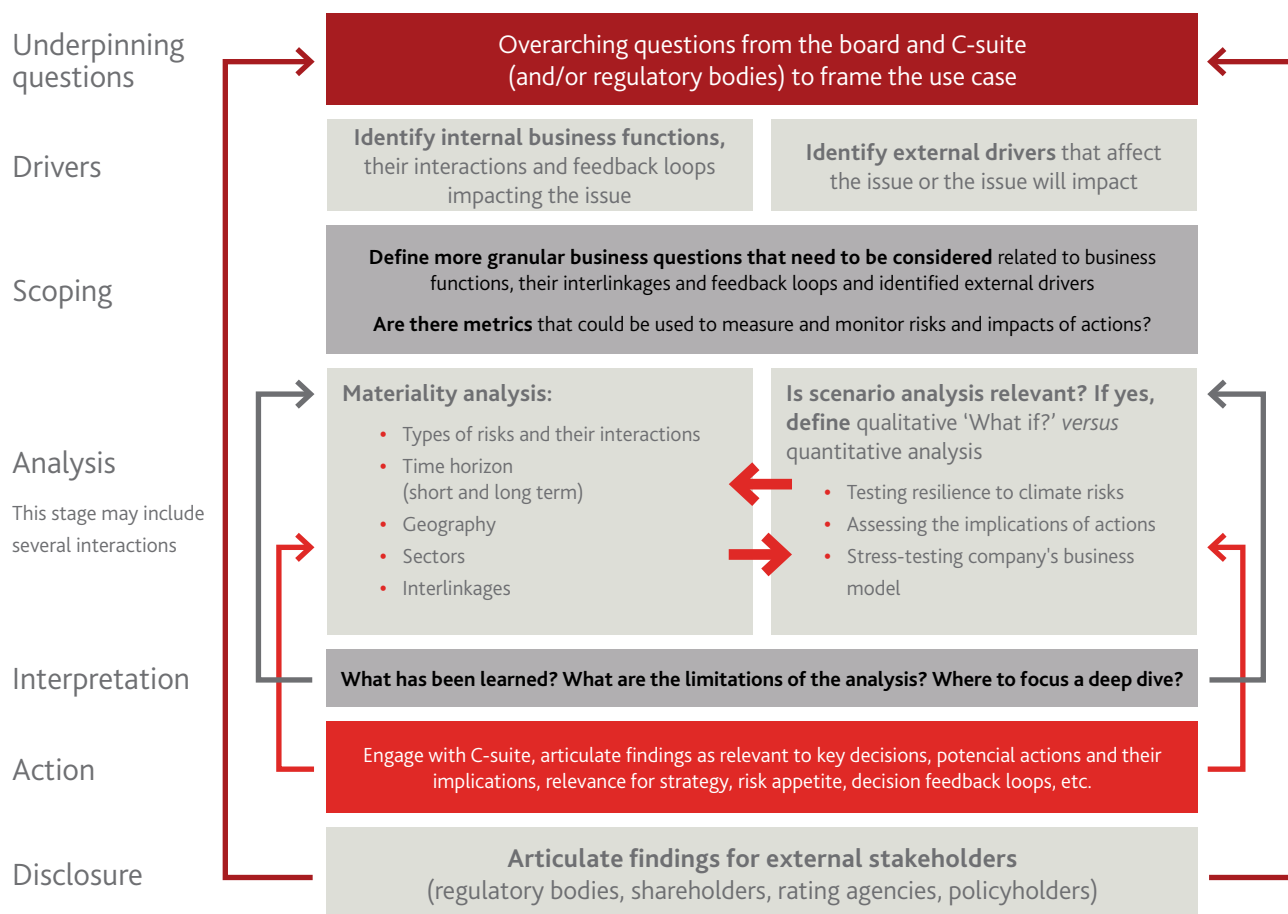 Underpinning
questions
Overarching questions from the board and C-suite
(and/or regulatory bodies) to frame the use case
Drivers
Identify internal business functions,
their interactions and feedback loops
impacting the issue
Identify external drivers that affect
the issue or the issue will impact
Scoping
Define more granular business questions that need to be considered related to business
functions, their interlinkages and feedback loops and identified external drivers
Are there metrics that could be used to measure and monitor risks and impacts of actions?
Analysis
This stage may include
several interactions
Materiality analysis:
• Types of risks and their interactions
• Time horizon
(short and long term)
• Geography
• Sectors
• Interlinkages
Is scenario analysis relevant? If yes,
define qualitative ‘What if?’ versus
quantitative analysis
• Testing resilience to climate risks
• Assessing the implications of actions
• Stress-testing company's business
model
Interpretation
What has been learned? What are the limitations of the analysis? Where to focus a deep dive?
Action
Engage with C-suite, articulate findings as relevant to key decisions, potencial actions and their
implications, relevance for strategy, risk appetite, decision feedback loops, etc.
Disclosure
Articulate findings for external stakeholders
(regulatory bodies, shareholders, rating agencies, policyholders)